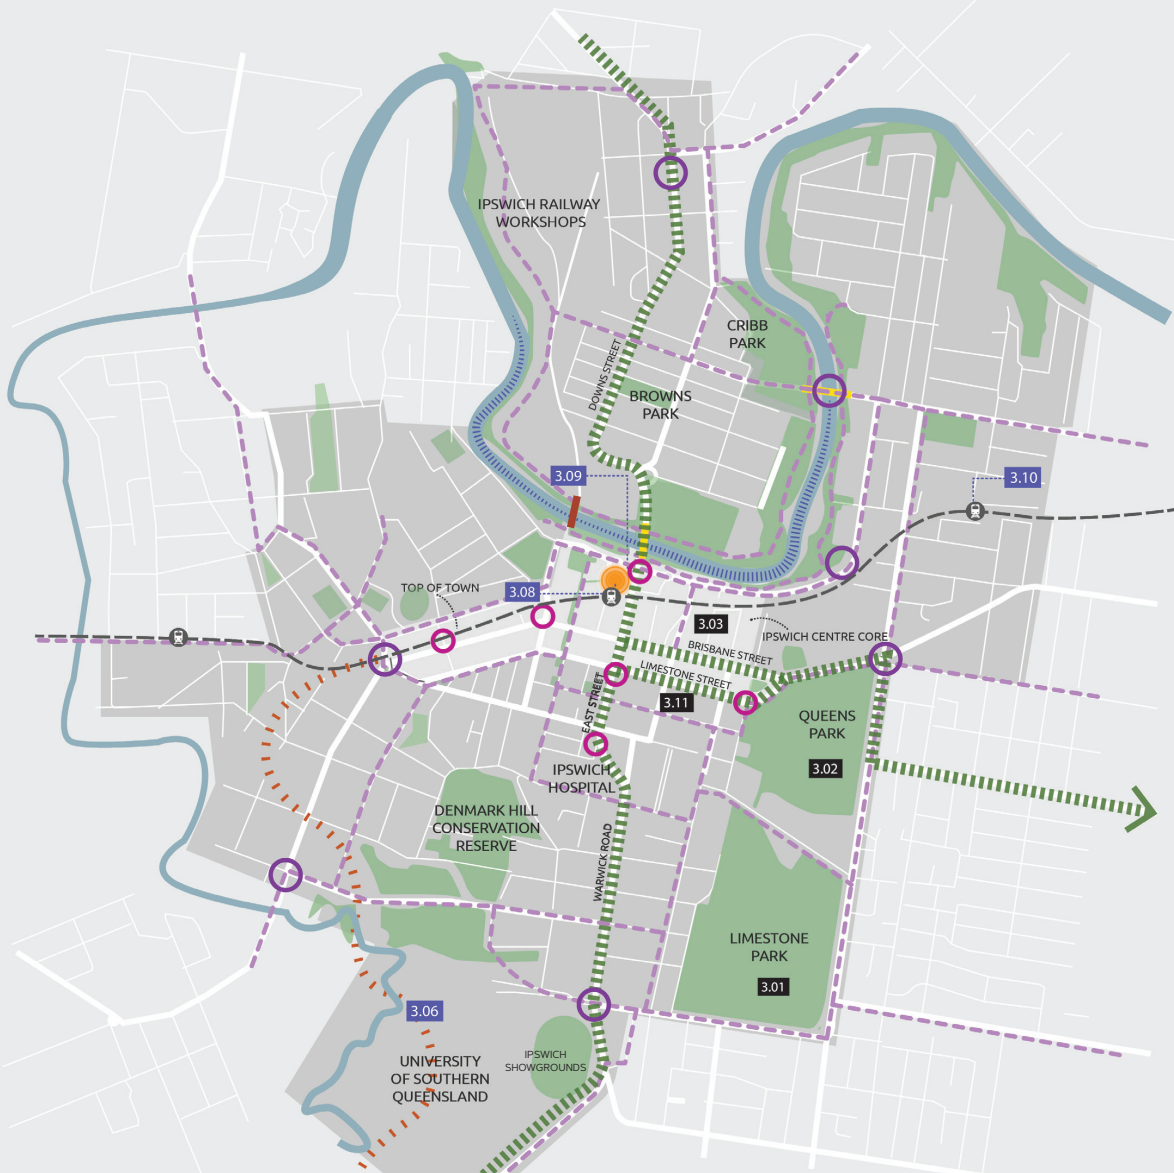 IPSWICH RAILWAY
WORKSHOPS
CRIBB
PARK
DOWNS STREET
BROWNS
PARK
3.09
3.10
TOP OF TOWN
3.08
3.03
IPSWICH CENTRE CORE
BRISBANE STREET
LIMESTONE STREET
EAST STREET
3.11
QUEENS
PARK
3.02
IPSWICH
HOSPITAL
DENMARK HILL
CONSERVATION
RESERVE
WARWICK ROAD
LIMESTONE
PARK
3.01
3.06
IPSWICH
SHOWGROUNDS
UNIVERSITY
OF SOUTHERN
QUEENSLAND